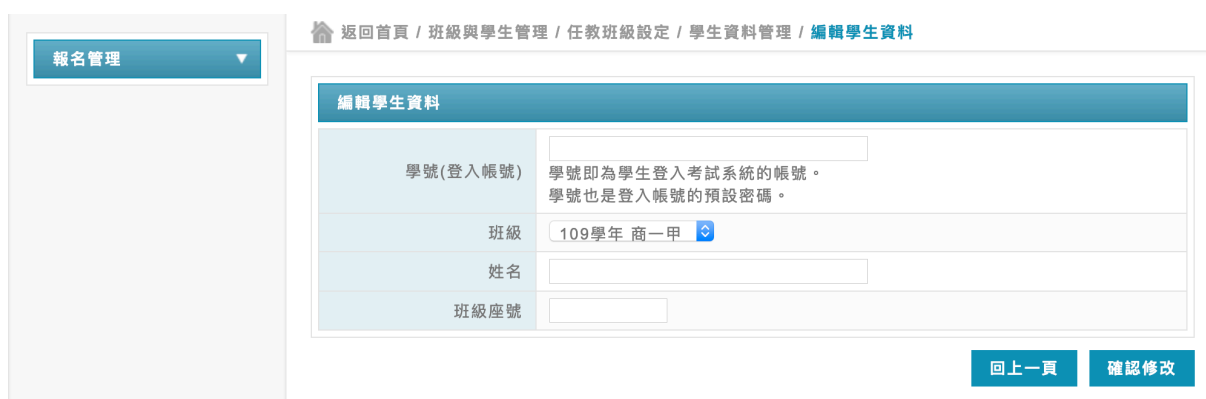 返回首頁 / 班級與學生管理 / 任教班級設定 / 學生資料管理 / 編輯學生資料
報名管理
編輯學生資料
學號(登入帳號)
學號即為學生登入考試系統的帳號。
學號也是登入帳號的預設密碼。
班級
109學年 商一甲
姓名
班級座號
回上一頁
確認修改